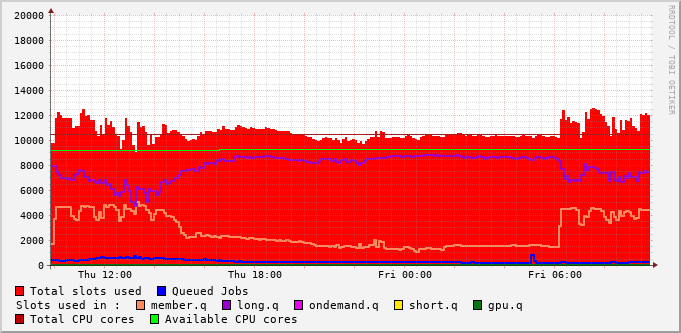 20000
18000
16000
14000
12000
10000
8000
6000
4000
2000
0
Thu 12:00 Thu 18:00 Fri 00:00 Fri 06:00
RRDTOOL / TOBI OETIKER
Total slots used Queued Jobs
Slots used in : member.q long.q ondemand.q short.q gpu.q
Total CPU cores Available CPU cores